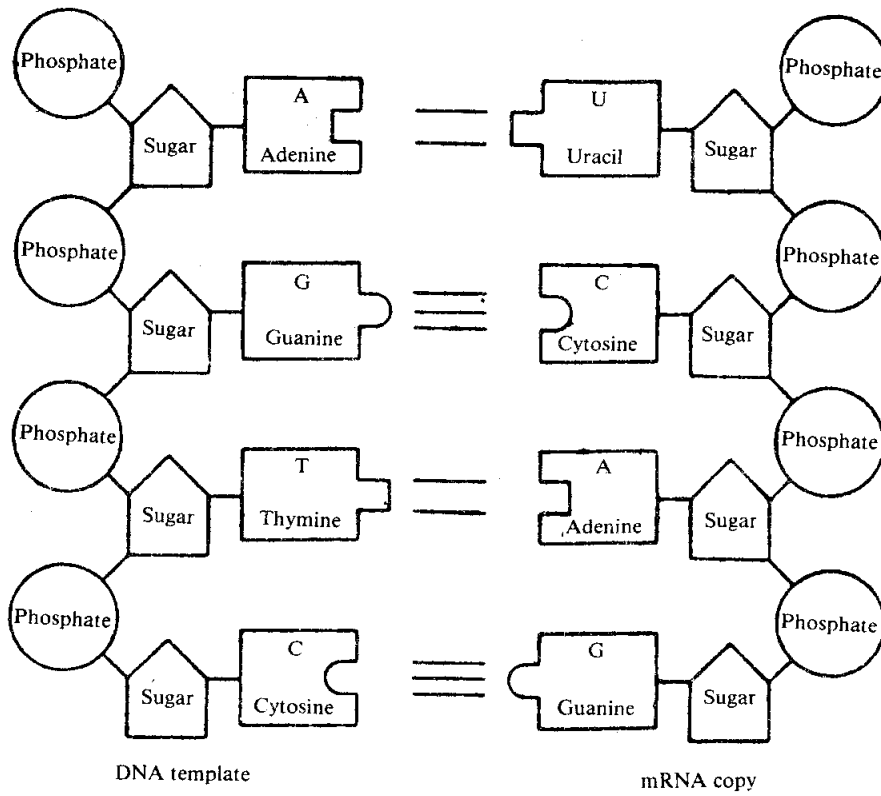 Phosphate
Phosphate
A
U
Sugar
Adenine
Uracil
Sugar
Phosphate
Phosphate
G
C
Sugar
Guanine
Cytosine
Sugar
Phosphate
Phosphate
T
A
Sugar
Thymine
Adenine
Sugar
Phosphate
Phosphate
C
G
Sugar
Cytosine
Guanine
Sugar
DNA template
mRNA copy